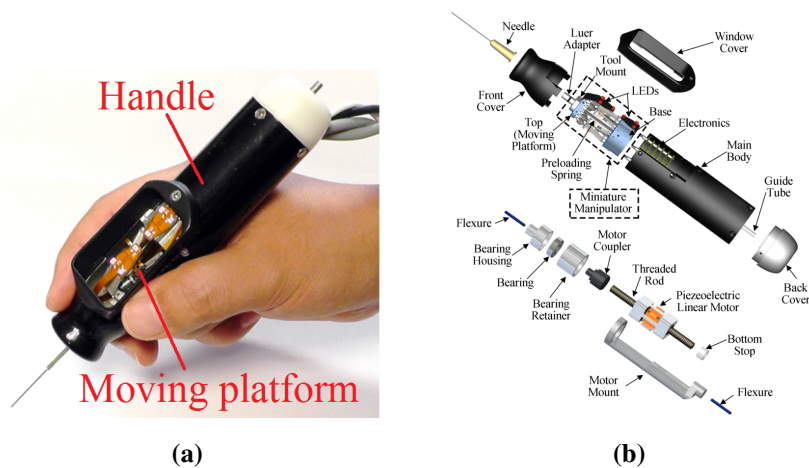 Handle
Moving platform
(a)
Needle
Luer
Adapter
Tool
Mount
Window
Cover
Front
Cover
LEDs
Base
Top
(Moving
Platform)
Electronics
Main
Body
Preloading
Spring
Miniature
Manipulator
Guide
Tube
Flexure
Motor
Coupler
Bearing
Housing
Threaded
Rod
Bearing
Bearing
Retainer
Piezoelectric
Linear Motor
Back
Cover
Bottom
Stop
Motor
Mount
Flexure
(b)